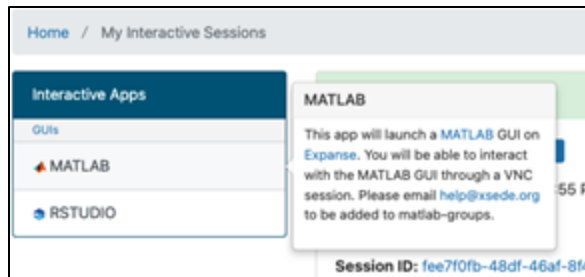 Home / My Interactive Sessions
Interactive Apps
GUIs
MATLAB
RSTUDIO
MATLAB
This app will launch a MATLAB GUI on
Expanse. You will be able to interact
with the MATLAB GUI through a VNC
session. Please email help@xsede.org
to be added to matlab-groups.
:55
Session ID: fee7f0fb-48df-46af-8f